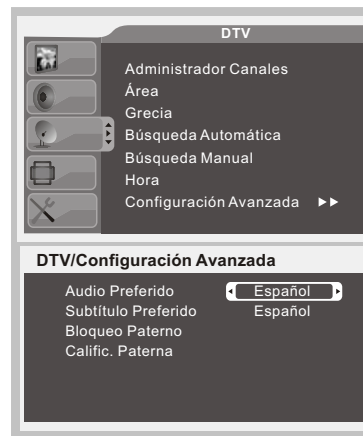 DTV
Administrador Canales
Área
Grecia
Búsqueda Automática
Búsqueda Manual
Hora
Configuración Avanzada
DTV/Configuración Avanzada
Audio Preferido Español
Subtítulo Preferido Español
Bloqueo Paterno
Calific. Paterna